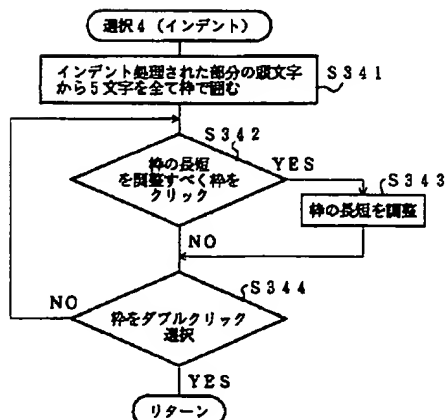 選択4(インデント)
インデント処理された部分の頭文字
から5文字を全て枠で囲む
S341
S342
枠の長短
を調整すべく枠を
クリック
YES
S343
枠の長短を調整
NO
S344
NO
枠をダブルクリック
選択
YES
リターン